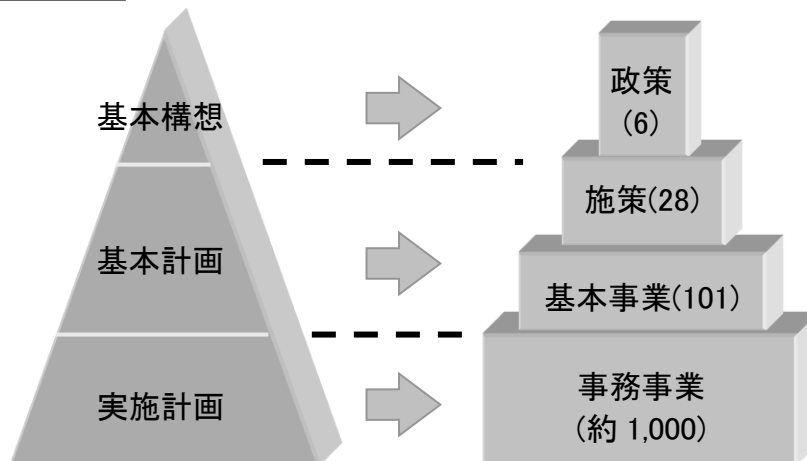 基本構想
基本計画
実施計画
政策
(6)
施策(28)
基本事業(101)
事務事業
(約 1,000)